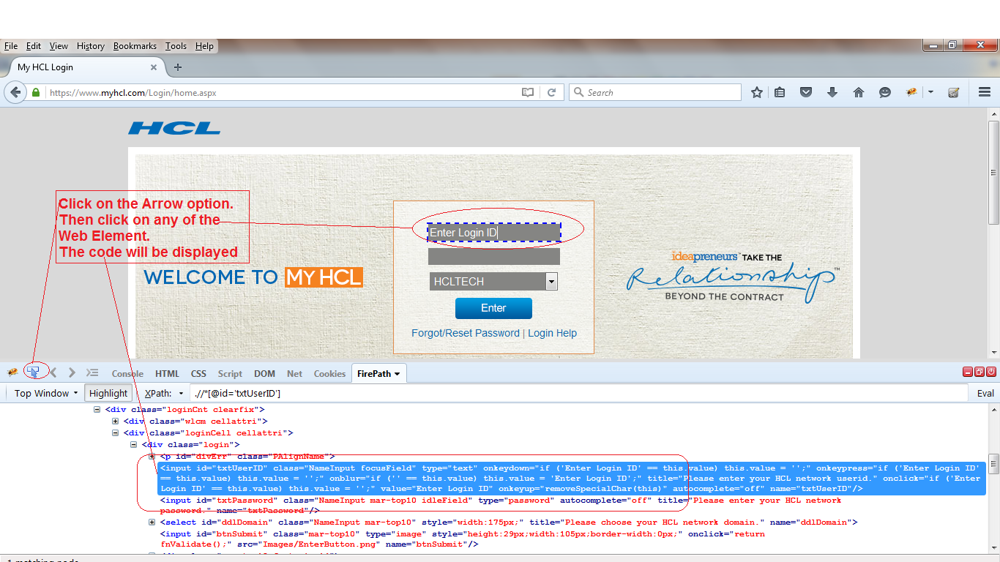 File Edit View History Bookmarks Tools Help
My HCL Login
https://www.myhcl.com/Login/home.aspx
Search
HCL
Click on the Arrow option.
Then click on any of the
Web Element.
The code will be displayed
Enter Login ID
HCLTECH
Enter
Forgot/Reset Password | Login Help
WELCOME TO MY HCL
ideapreneurs™ TAKE THE
Relationship™
BEYOND THE CONTRACT
Console HTML CSS Script DOM Net Cookies FirePath
Top Window Highlight XPath: .//*[@id='txtUserID'] Eval
<div class="loginCnt clearfix">
<div class="wlcm cellattri">
<div class="loginCell cellattri">
<div class="login">
<p id="divErr" class="PAlignName">
<input id="txtUserID" class="NameInput focusField" type="text" onkeydown="if ('Enter Login ID' == this.value) this.value = '';" onkeypress="if ('Enter Login ID'
== this.value) this.value = '';" onblur="if ('' == this.value) this.value = 'Enter Login ID';" title="Please enter your HCL network userid." onclick="if ('Enter
Login ID' == this.value) this.value = '';" value="Enter Login ID" onkeyup="removeSpecialChar(this)" autocomplete="off" name="txtUserID"/>
<input id="txtPassword" class="NameInput mar-top10 idleField" type="password" autocomplete="off" title="Please enter your HCL network
password." name="txtPassword"/>
<select id="ddlDomain" class="NameInput mar-top10" style="width:175px;" title="Please choose your HCL network domain." name="ddlDomain">
<input id="btnSubmit" class="mar-top10" type="image" style="height:29px;width:105px;border-width:0px;" onclick="return
fnValidate();" src="Images/EnterButton.png" name="btnSubmit"/>
1 matching node